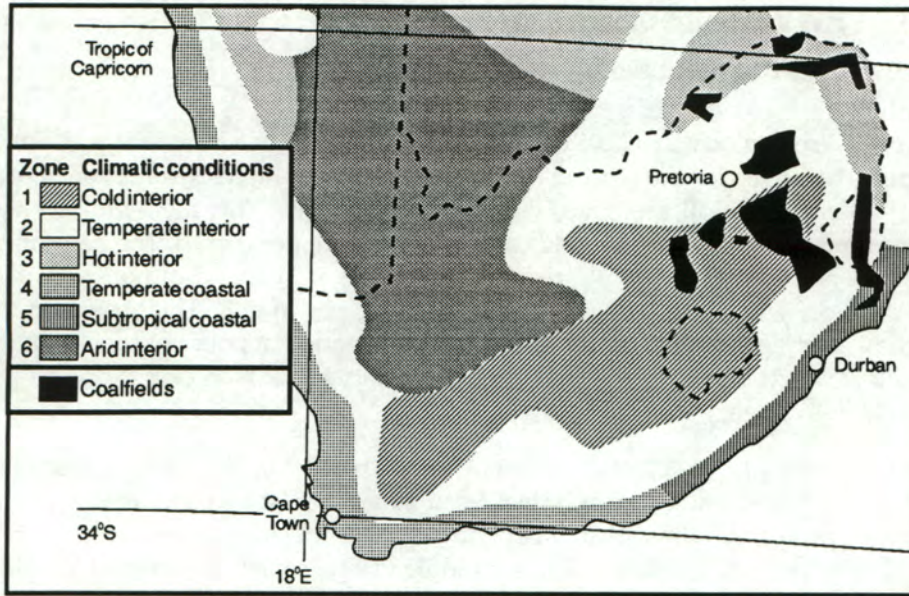 Tropic of
Capricorn
Zone Climatic conditions
1 Cold interior
2 Temperate interior
3 Hot interior
4 Temperate coastal
5 Subtropical coastal
6 Arid interior
Coalfields
Pretoria
Durban
Cape
Town
34°S
18°E